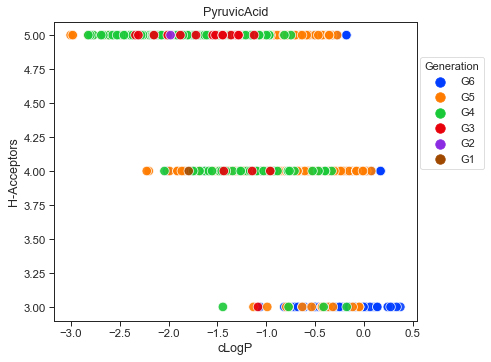 PyruvicAcid
5.00
4.75
4.50
4.25
4.00
3.75
3.50
3.25
3.00
H-Acceptors
−3.0 −2.5 −2.0 −1.5 −1.0 −0.5 0.0 0.5
cLogP
Generation
G6
G5
G4
G3
G2
G1